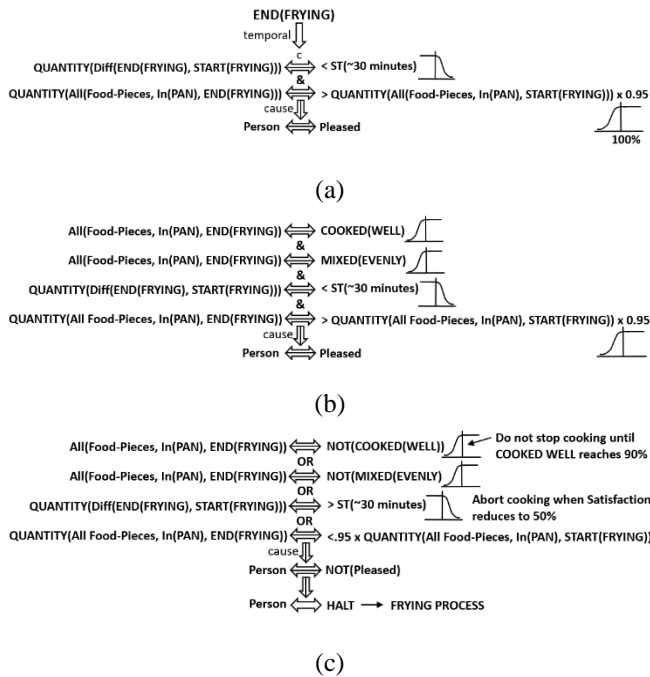 END(FRYING)
temporal
c
QUANTITY(Diff(END(FRYING), START(FRYING))) < ST(~30 minutes)
&
QUANTITY(All(Food-Pieces, In(PAN), END(FRYING))) > QUANTITY(All(Food-Pieces, In(PAN), START(FRYING))) x 0.95
cause
Person Pleased
100%
(a)
All(Food-Pieces, In(PAN), END(FRYING)) COOKED(WELL)
&
All(Food-Pieces, In(PAN), END(FRYING)) MIXED(EVENLY)
&
QUANTITY(Diff(END(FRYING), START(FRYING))) < ST(~30 minutes)
&
QUANTITY(All Food-Pieces, In(PAN), END(FRYING)) > QUANTITY(All Food-Pieces, In(PAN), START(FRYING)) x 0.95
cause
Person Pleased
(b)
All(Food-Pieces, In(PAN), END(FRYING)) NOT(COOKED(WELL))
Do not stop cooking until
COOKED WELL reaches 90%
OR
All(Food-Pieces, In(PAN), END(FRYING)) NOT(MIXED(EVENLY)
OR
QUANTITY(Diff(END(FRYING), START(FRYING))) > ST(~30 minutes)
Abort cooking when Satisfaction
reduces to 50%
OR
QUANTITY(All Food-Pieces, In(PAN), END(FRYING)) <.95 x QUANTITY(All Food-Pieces, In(PAN), START(FRYING))
cause
Person NOT(Pleased)
Person HALT FRYING PROCESS
(c)